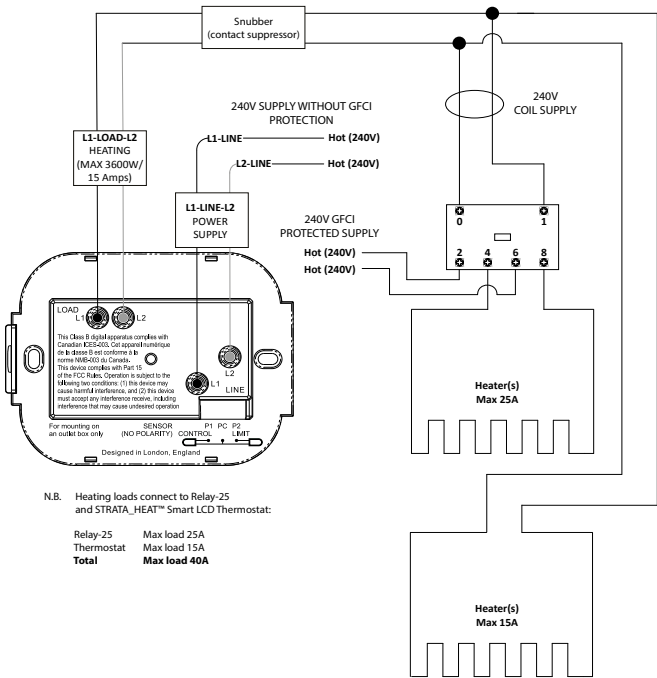 Snubber
(contact suppressor)
240V
COIL SUPPLY
240V SUPPLY WITHOUT GFCI
PROTECTION
L1-LINE
Hot (240V)
L2-LINE
Hot (240V)
L1-LOAD-L2
HEATING
(MAX 3600W/
15 Amps)
L1-LINE-L2
POWER
SUPPLY
240V GFCI
PROTECTED SUPPLY
Hot (240V)
Hot (240V)
0
1
2
4
6
8
LOAD
L1
L2
This Class B digital apparatus complies with
Canadian ICES-003. Cet appareil numérique
de la classe B est conforme à la
norme NMB-003 du Canada.
This device complies with Part 15
of the FCC Rules. Operation is subject to the
following two conditions: (1) this device may
cause harmful interference, and (2) this device
must accept any interference receive, including
interference that may cause undesired operation
L2
L1
LINE
For mounting on
an outlet box only
SENSOR
(NO POLARITY)
P1 PC P2
CONTROL
LIMIT
Designed in London, England
Heater(s)
Max 25A
N.B. Heating loads connect to Relay-25
and STRATA_HEAT™ Smart LCD Thermostat:
Relay-25 Max load 25A
Thermostat Max load 15A
Total Max load 40A
Heater(s)
Max 15A